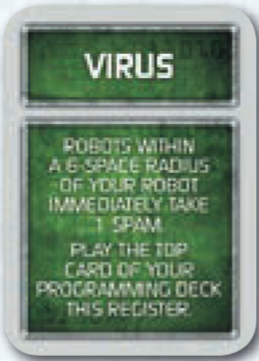 VIRUS
ROBOTS WITHIN
A 6-SPACE RADIUS
OF YOUR ROBOT
IMMEDIATELY TAKE
1 SPAM.
PLAY THE TOP
CARD OF YOUR
PROGRAMMING DECK
THIS REGISTER.